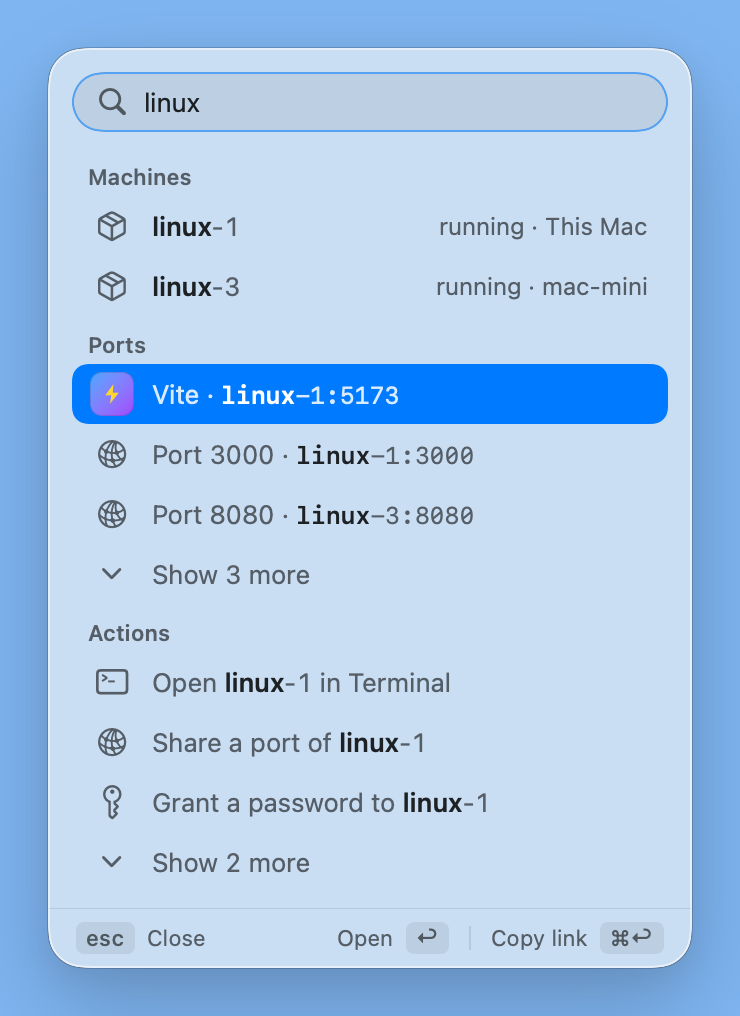 linux
Machines
linux-1 running · This Mac
linux-3 running · mac-mini
Ports
Vite · linux-1:5173
Port 3000 · linux-1:3000
Port 8080 · linux-3:8080
Show 3 more
Actions
Open linux-1 in Terminal
Share a port of linux-1
Grant a password to linux-1
Show 2 more
esc Close Open ↩ Copy link ⌘↩